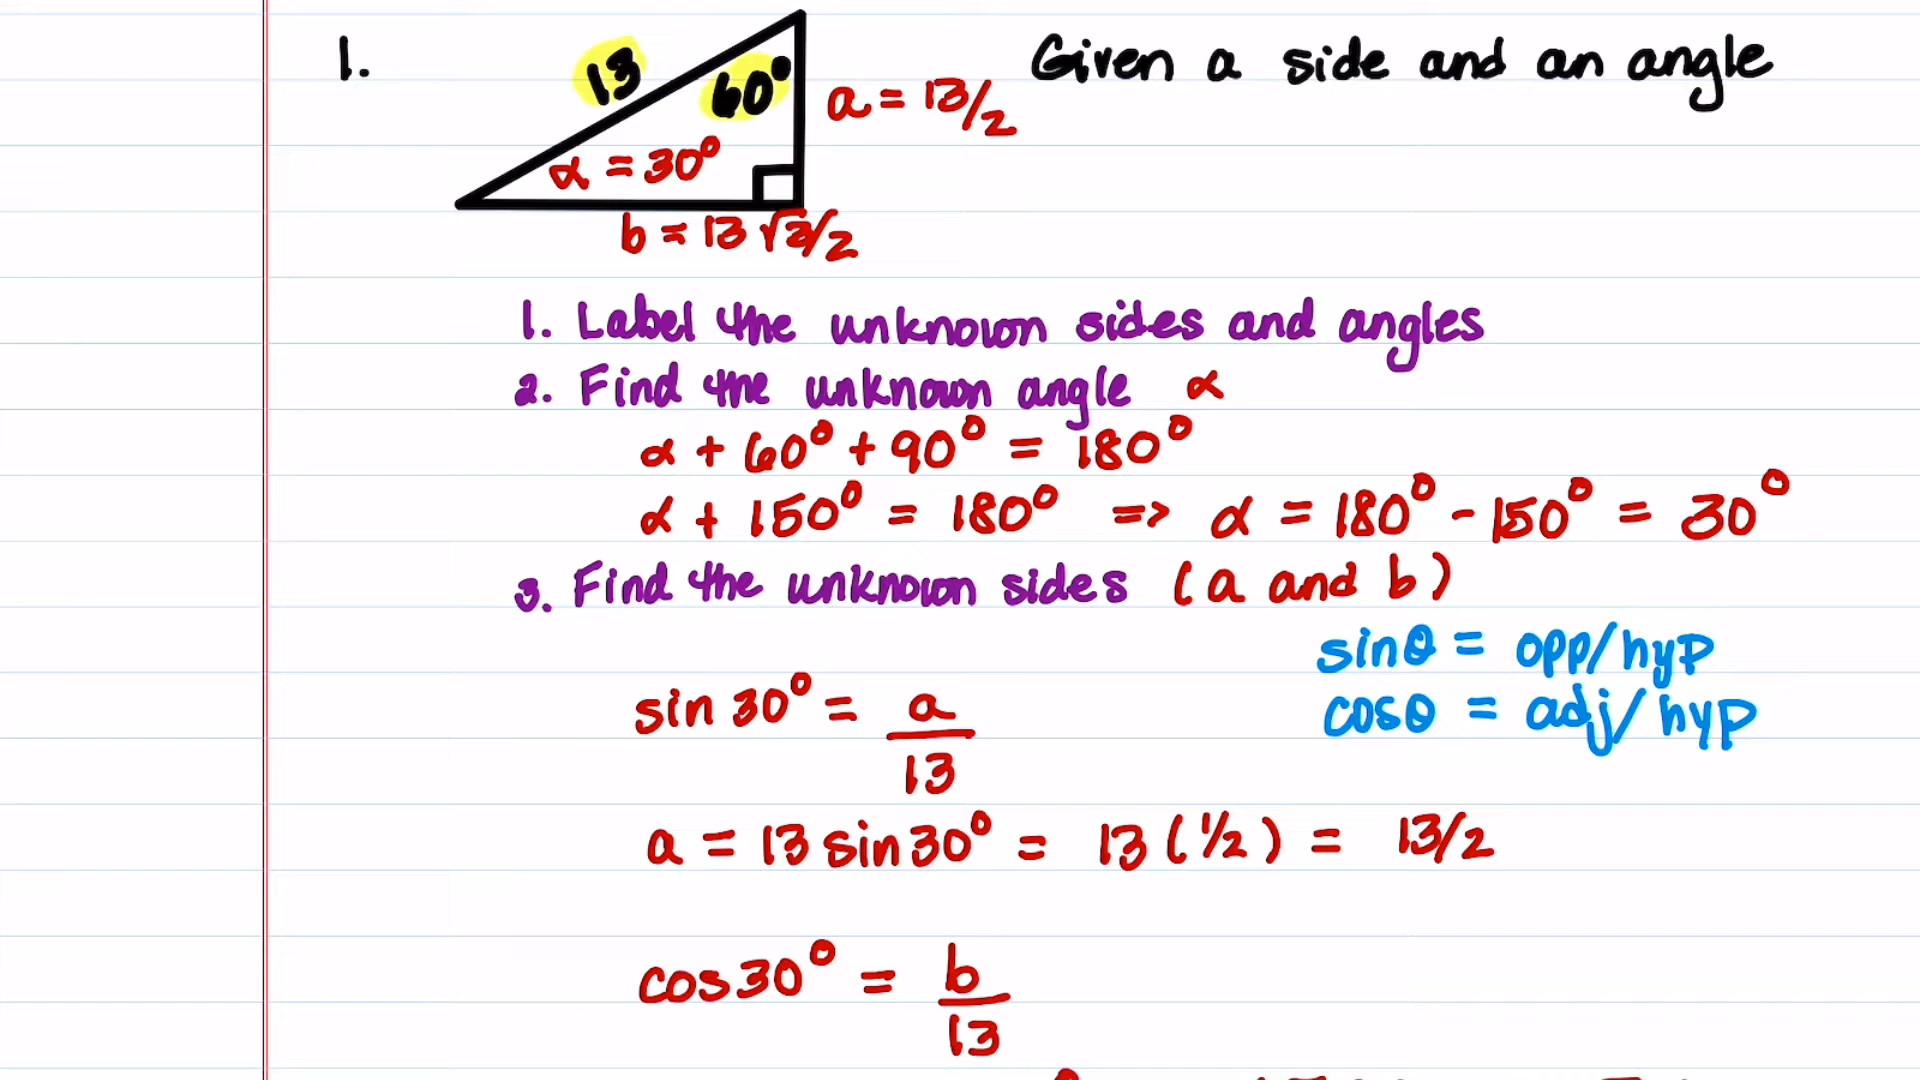 1.
13
60°
a = 13/2
Given a side and an angle
α = 30°
b = 13√3/2
1. Label the unknown sides and angles
2. Find the unknown angle α
α + 60° + 90° = 180°
α + 150° = 180° => α = 180° - 150° = 30°
3. Find the unknown sides (a and b)
sinθ = opp/hyp
cosθ = adj/hyp
sin 30° = a/13
a = 13 sin 30° = 13 (1/2) = 13/2
cos 30° = b/13